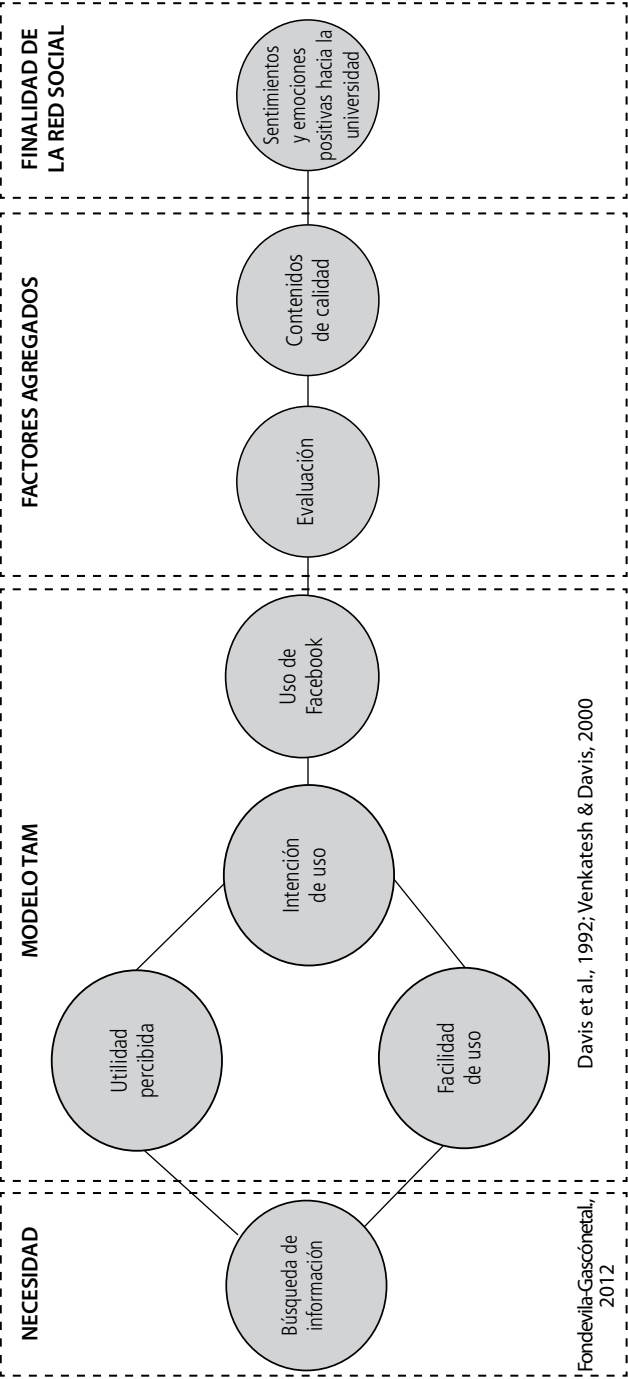 NECESIDAD
Búsqueda de
información
Fondevila-Gascónetal.,
2012
MODELO TAM
Utilidad
percibida
Facilidad
de uso
Intención
de uso
Uso de
Facebook
Davis et al., 1992; Venkatesh & Davis, 2000
FACTORES AGREGADOS
Evaluación
Contenidos
de calidad
FINALIDAD DE
LA RED SOCIAL
Sentimientos
y emociones
positivas hacia la
universidad